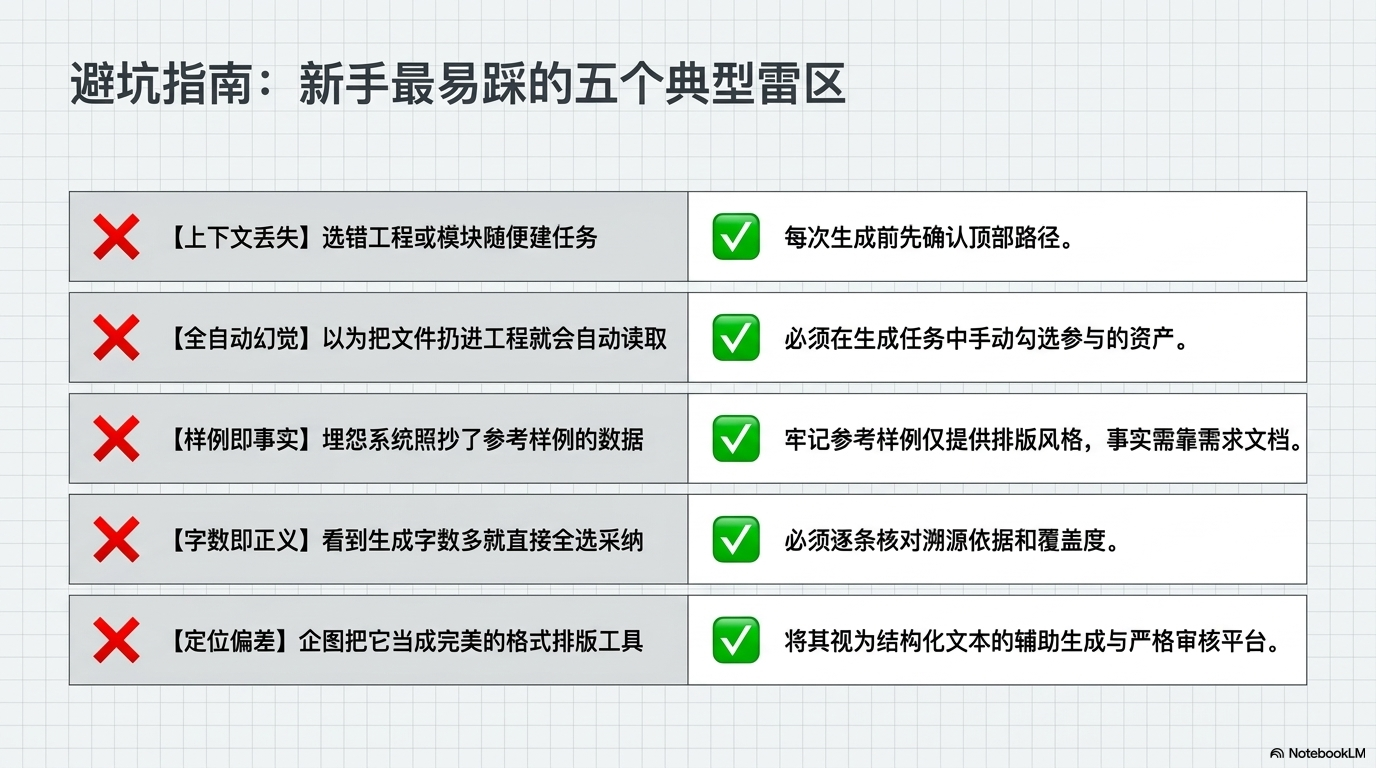 避坑指南：新手最易踩的五个典型雷区
【上下文丢失】选错工程或模块随便建任务
每次生成前先确认顶部路径。
【全自动幻觉】以为把文件扔进工程就会自动读取
必须在生成任务中手动勾选参与的资产。
【样例即事实】埋怨系统照抄了参考样例的数据
牢记参考样例仅提供排版风格，事实需靠需求文档。
【字数即正义】看到生成字数多就直接全选采纳
必须逐条核对溯源依据和覆盖度。
【定位偏差】企图把它当成完美的格式排版工具
将其视为结构化文本的辅助生成与严格审核平台。
NotebookLM